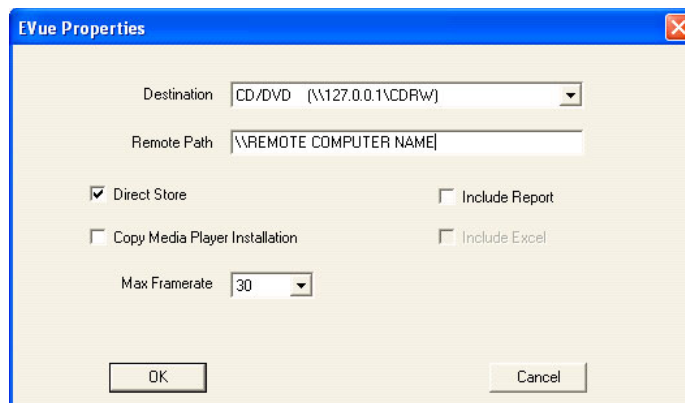 EVue Properties
Destination CD/DVD (\\127.0.0.1\CDRW)
Remote Path \\REMOTE COMPUTER NAME
Direct Store Include Report
Copy Media Player Installation Include Excel
Max Framerate 30
OK Cancel